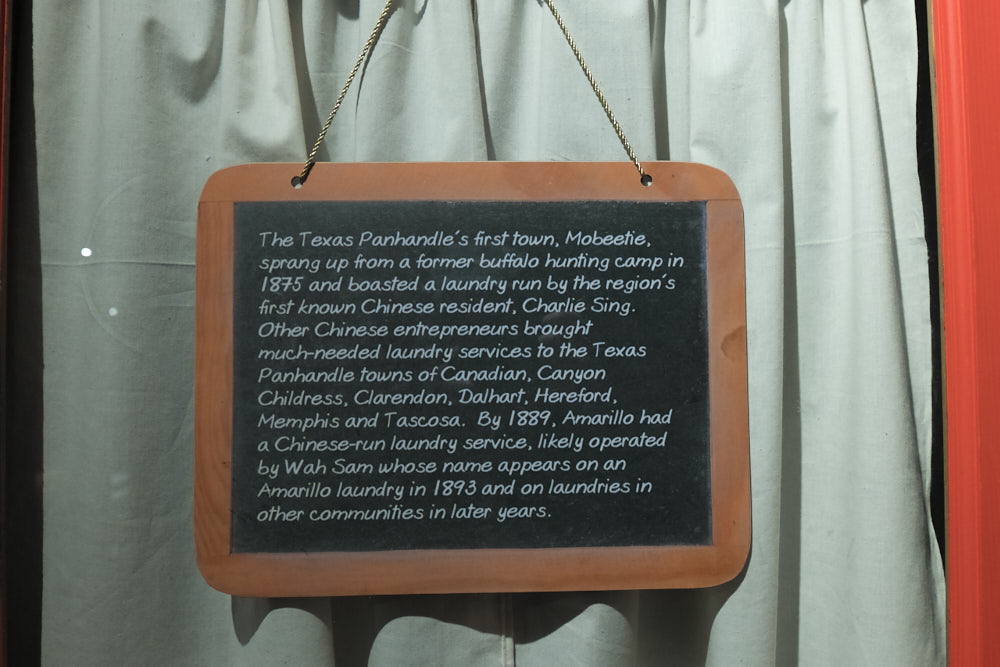 The Texas Panhandle's first town, Mobeetie,
sprang up from a former buffalo hunting camp in
1875 and boasted a laundry run by the region's
first known Chinese resident, Charlie Sing.
Other Chinese entrepreneurs brought
much-needed laundry services to the Texas
Panhandle towns of Canadian, Canyon
Childress, Clarendon, Dalhart, Hereford,
Memphis and Tascosa. By 1889, Amarillo had
a Chinese-run laundry service, likely operated
by Wah Sam whose name appears on an
Amarillo laundry in 1893 and on laundries in
other communities in later years.